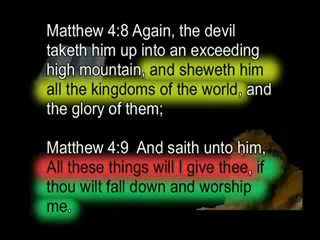 Matthew 4:8 Again, the devil
taketh him up into an exceeding
high mountain, and sheweth him
all the kingdoms of the world, and
the glory of them;
Matthew 4:9  And saith unto him,
All these things will I give thee, if
thou wilt fall down and worship
me.